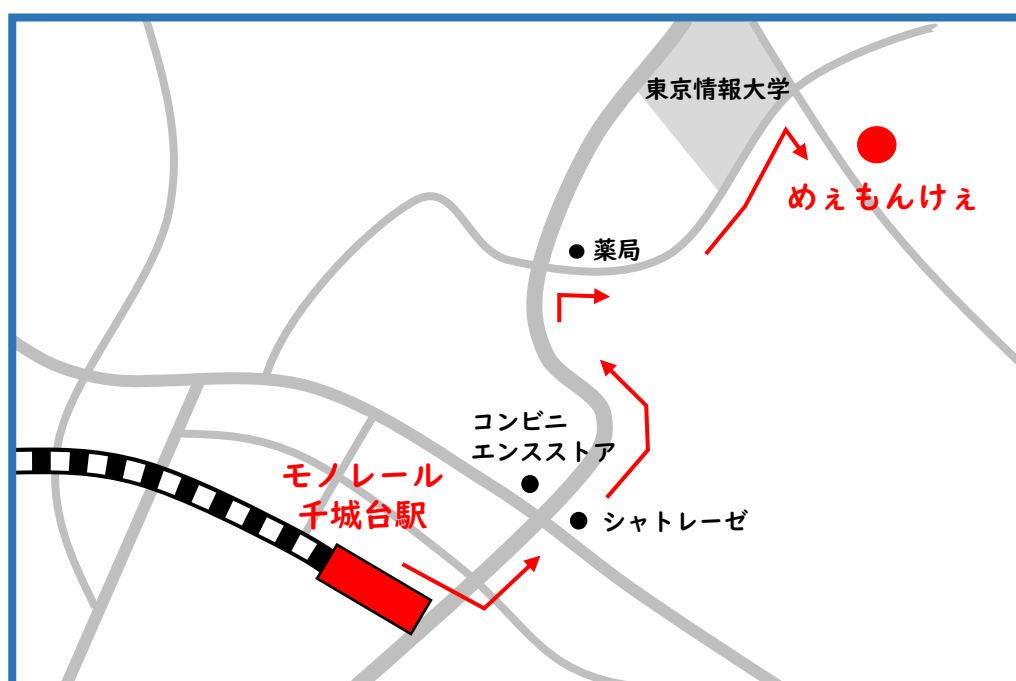 東京情報大学
めぇもんけぇ
薬局
コンビニ
エンスストア
モノレール
千城台駅
シャトレーゼ